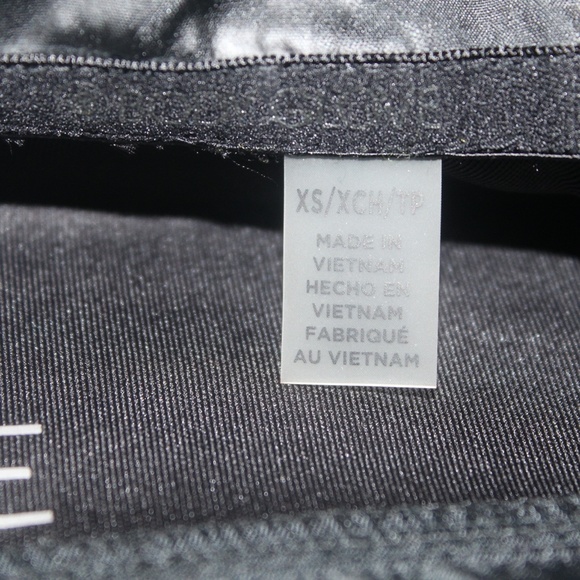 XS/XCH/TP
MADE IN
VIETNAM
HECHO EN
VIETNAM
FABRIQUÉ
AU VIETNAM